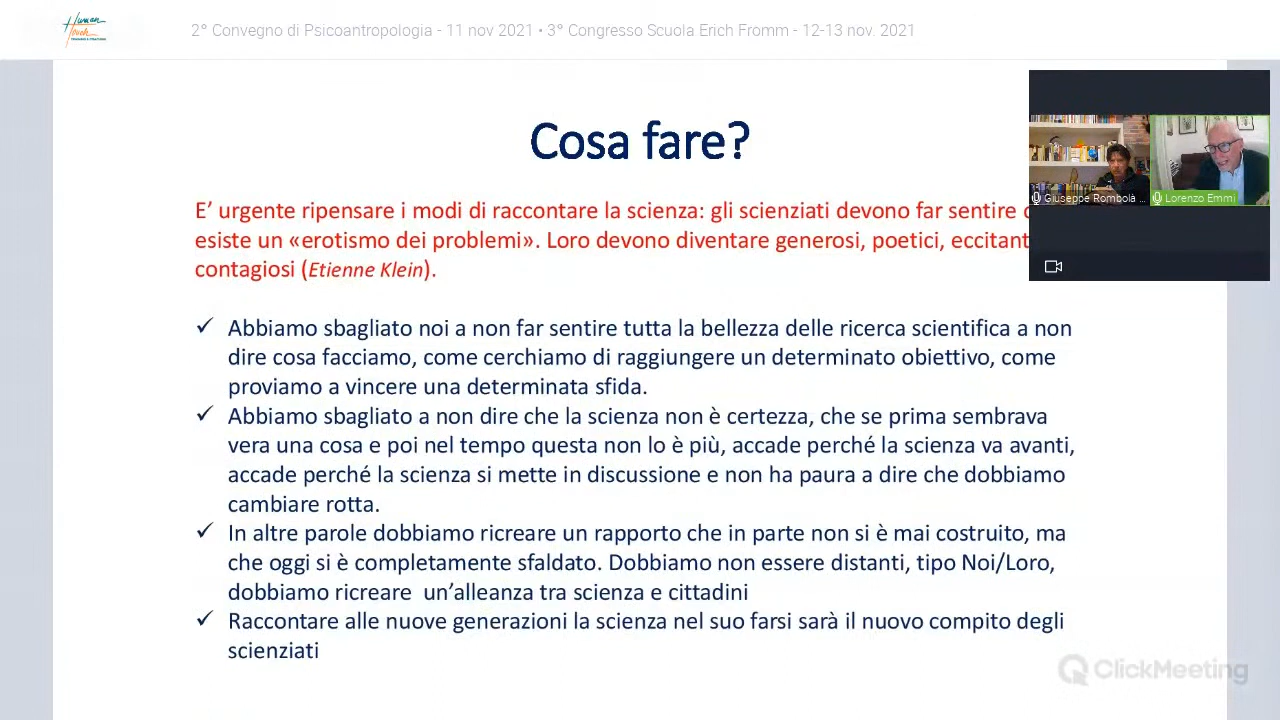 Human
Touch
2° Convegno di Psicoantropologia - 11 nov 2021 • 3° Congresso Scuola Erich Fromm - 12-13 nov. 2021
Cosa fare?
E’ urgente ripensare i modi di raccontare la scienza: gli scienziati devono far sentire
esiste un «erotismo dei problemi». Loro devono diventare generosi, poetici, eccitant
contagiosi (Etienne Klein).
Giuseppe Rombolà ...
Lorenzo Emmi
✓ Abbiamo sbagliato noi a non far sentire tutta la bellezza delle ricerca scientifica a non
dire cosa facciamo, come cerchiamo di raggiungere un determinato obiettivo, come
proviamo a vincere una determinata sfida.
✓ Abbiamo sbagliato a non dire che la scienza non è certezza, che se prima sembrava
vera una cosa e poi nel tempo questa non lo è più, accade perché la scienza va avanti,
accade perché la scienza si mette in discussione e non ha paura a dire che dobbiamo
cambiare rotta.
✓ In altre parole dobbiamo ricreare un rapporto che in parte non si è mai costruito, ma
che oggi si è completamente sfaldato. Dobbiamo non essere distanti, tipo Noi/Loro,
dobbiamo ricreare un’alleanza tra scienza e cittadini
✓ Raccontare alle nuove generazioni la scienza nel suo farsi sarà il nuovo compito degli
scienziati
ClickMeeting